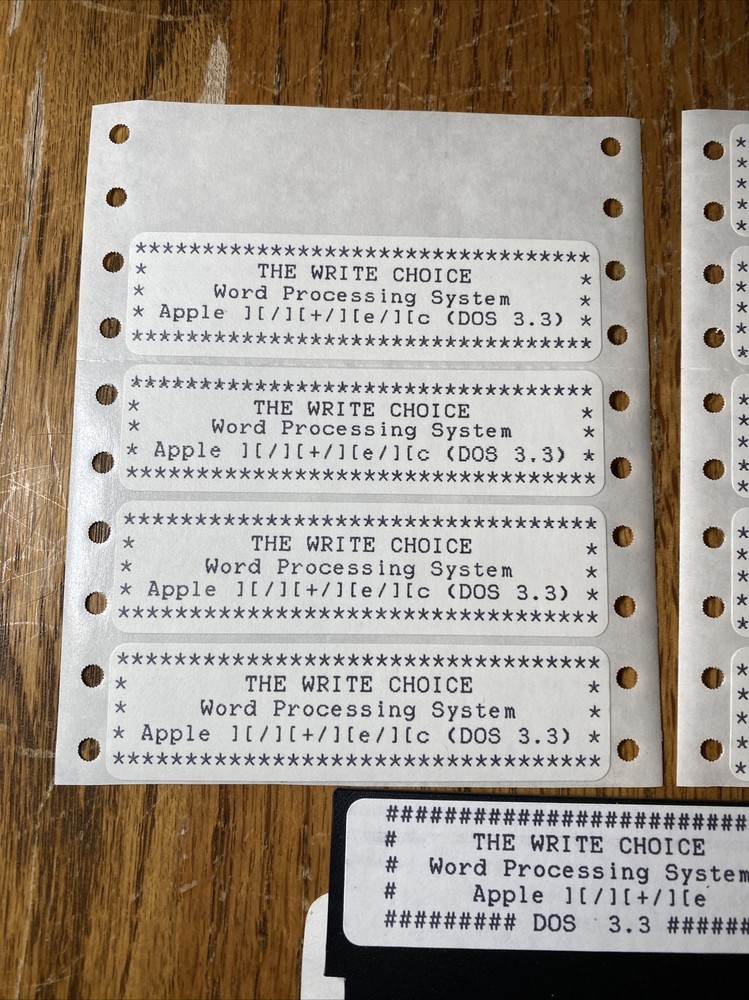 ***********************************
* THE WRITE CHOICE *
* Word Processing System *
* Apple ][/][+/][e/][c (DOS 3.3) *
***********************************
***********************************
* THE WRITE CHOICE *
* Word Processing System *
* Apple ][/][+/][e/][c (DOS 3.3) *
***********************************
***********************************
* THE WRITE CHOICE *
* Word Processing System *
* Apple ][/][+/][e/][c (DOS 3.3) *
***********************************
***********************************
* THE WRITE CHOICE *
* Word Processing System *
* Apple ][/][+/][e/][c (DOS 3.3) *
***********************************
#########################
# THE WRITE CHOICE
# Word Processing System
# Apple ][/][+/][e
######### DOS 3.3 ######